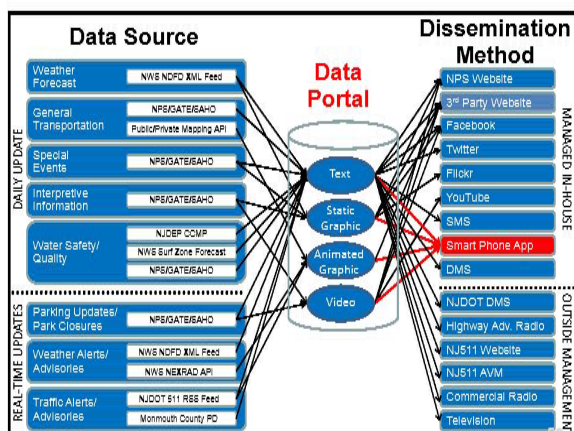 Data Source
Data
Portal
Dissemination
Method
DAILY UPDATE
Weather
Forecast
NWS NDFD XML Feed
General
Transportation
NPS/GATE/SAHO
Public/Private Mapping API
Special
Events
NPS/GATE/SAHO
Interpretive
Information
NPS/GATE/SAHO
Water Safety/
Quality
NJDEP COMP
NWS Surf Zone Forecast
NPS/GATE/SAHO
REAL-TIME UPDATES
Parking Updates/
Park Closures
NPS/GATE/SAHO
Weather Alerts/
Advisories
NWS NDFD XML Feed
NWS NEXRAD API
Traffic Alerts/
Advisories
NJDOT 511 RSS Feed
Monmouth County PD
Text
Static
Graphic
Animated
Graphic
Video
MANAGED IN-HOUSE
NPS Website
3rd Party Website
Facebook
Twitter
Flickr
YouTube
SMS
Smart Phone App
DMS
OUTSIDE MANAGEMENT
NJDOT DMS
Highway Adv. Radio
NJ511 Website
NJ511 AVM
Commercial Radio
Television